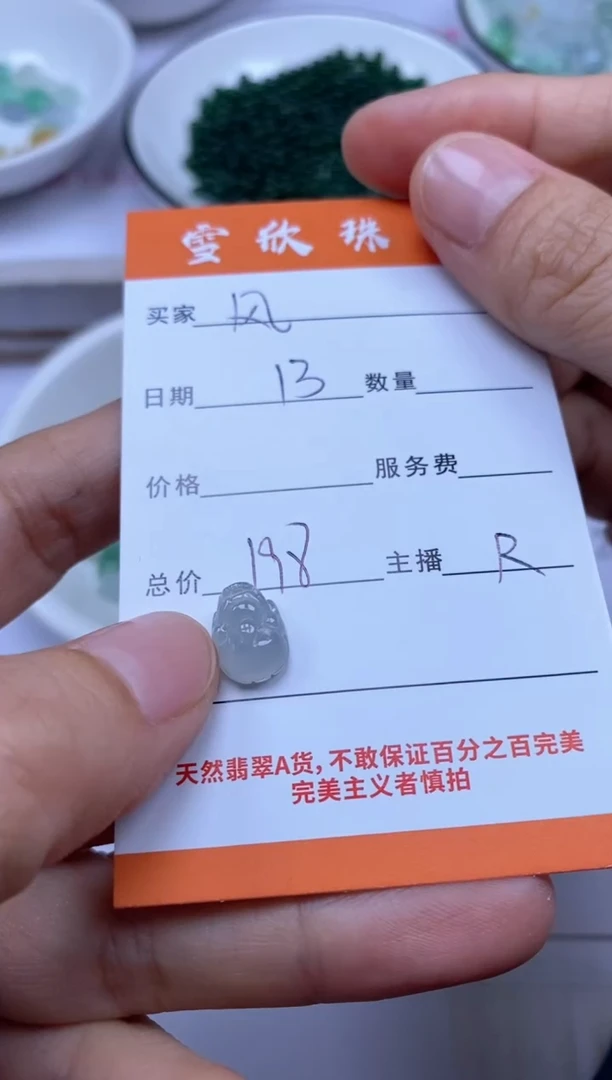 雪欣珠
买家 风
日期 13 数量
价格 服务费
总价 198 主播 R
天然翡翠A货,不敢保证百分之百完美
完美主义者慎拍